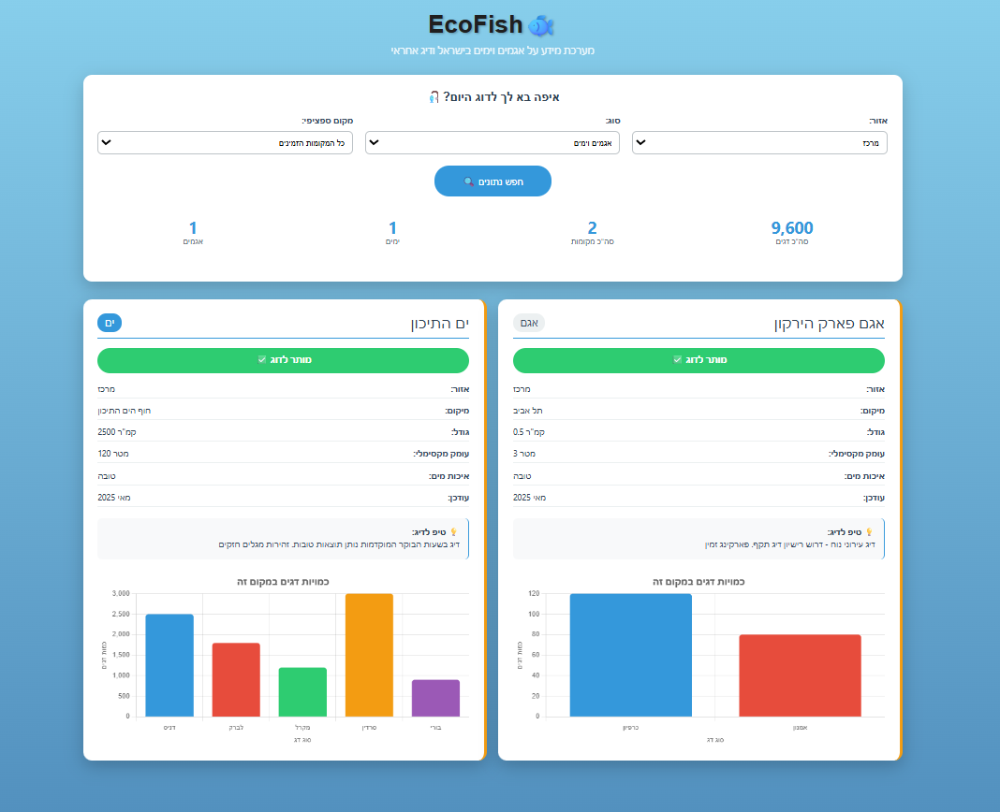 EcoFish 🐟
מערכת מידע על אגמים וימים בישראל ודיג אחראי
איפה בא לך לדוג היום? 🎣
אזור:
מרכז
סוג:
אגמים וימים
מקום ספציפי:
כל המקומות הזמינים
חפש נתונים 🔍
9,600
סה"כ דגים
2
סה"כ מקומות
1
ימים
1
אגמים
אגם פארק הירקון
אגם
מותר לדוג ✅
אזור: מרכז
מיקום: תל אביב
גודל: 0.5 קמ"ר
עומק מקסימלי: 3 מטר
איכות מים: טובה
עודכן: מאי 2025
💡 טיפ לדיג:
דיג עירוני נוח - דרוש רישיון דיג תקף. פארקינג זמין
כמויות דגים במקום זה
כמות דגים
120
100
80
60
40
20
0
כרפיון
אמנון
סוג דג
ים התיכון
ים
מותר לדוג ✅
אזור: מרכז
מיקום: חוף הים התיכון
גודל: 2500 קמ"ר
עומק מקסימלי: 120 מטר
איכות מים: טובה
עודכן: מאי 2025
💡 טיפ לדיג:
דיג בשעות הבוקר המוקדמות נותן תוצאות טובות. זהירות מגלים חזקים
כמויות דגים במקום זה
כמות דגים
3,000
2,500
2,000
1,500
1,000
500
0
דניס
לברק
מקרל
סרדין
בורי
סוג דג